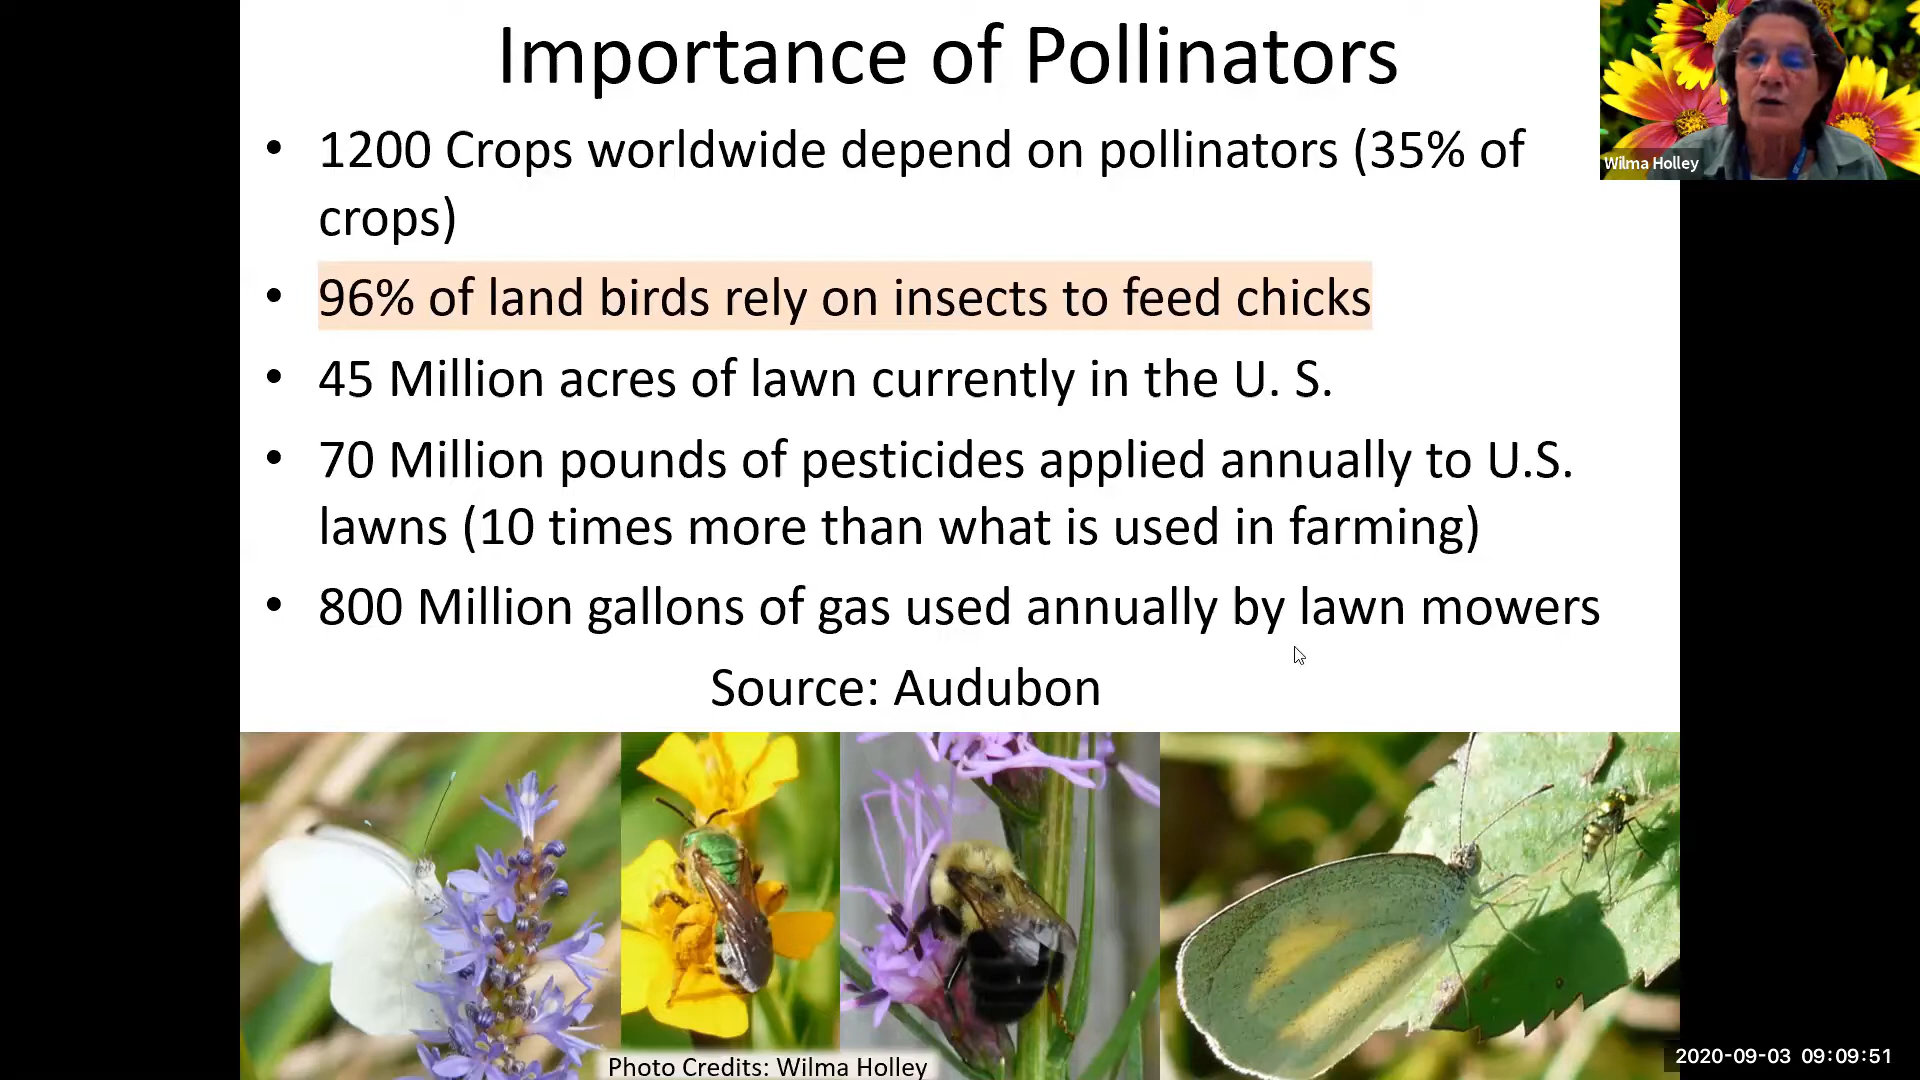 Importance of Pollinators
Wilma Holley
• 1200 Crops worldwide depend on pollinators (35% of
crops)
• 96% of land birds rely on insects to feed chicks
• 45 Million acres of lawn currently in the U. S.
• 70 Million pounds of pesticides applied annually to U.S.
lawns (10 times more than what is used in farming)
• 800 Million gallons of gas used annually by lawn mowers
Source: Audubon
Photo Credits: Wilma Holley
2020-09-03 09:09:51